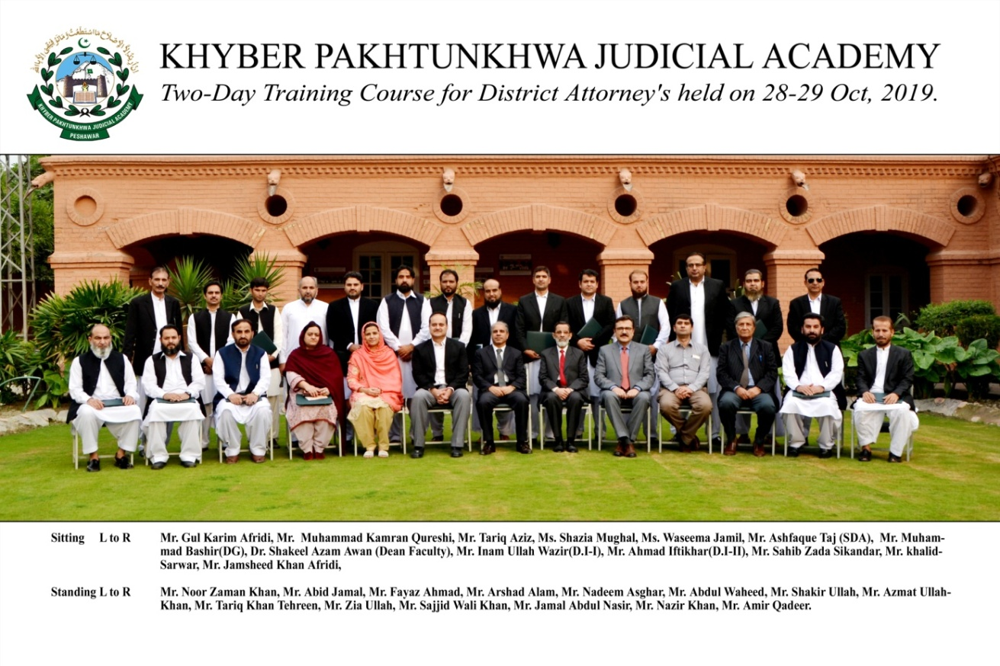 KHYBER PAKHTUNKHWA JUDICIAL ACADEMY
Two-Day Training Course for District Attorney's held on 28-29 Oct, 2019.
KHYBER PAKHTUNKHWA JUDICIAL ACADEMY
PESHAWAR
Sitting L to R Mr. Gul Karim Afridi, Mr. Muhammad Kamran Qureshi, Mr. Tariq Aziz, Ms. Shazia Mughal, Ms. Waseema Jamil, Mr. Ashfaque Taj (SDA), Mr. Muham-
mad Bashir(DG), Dr. Shakeel Azam Awan (Dean Faculty), Mr. Inam Ullah Wazir(D.I-I), Mr. Ahmad Iftikhar(D.I-II), Mr. Sahib Zada Sikandar, Mr. khalid-
Sarwar, Mr. Jamsheed Khan Afridi,
Standing L to R Mr. Noor Zaman Khan, Mr. Abid Jamal, Mr. Fayaz Ahmad, Mr. Arshad Alam, Mr. Nadeem Asghar, Mr. Abdul Waheed, Mr. Shakir Ullah, Mr. Azmat Ullah-
Khan, Mr. Tariq Khan Tehreen, Mr. Zia Ullah, Mr. Sajjid Wali Khan, Mr. Jamal Abdul Nasir, Mr. Nazir Khan, Mr. Amir Qadeer.